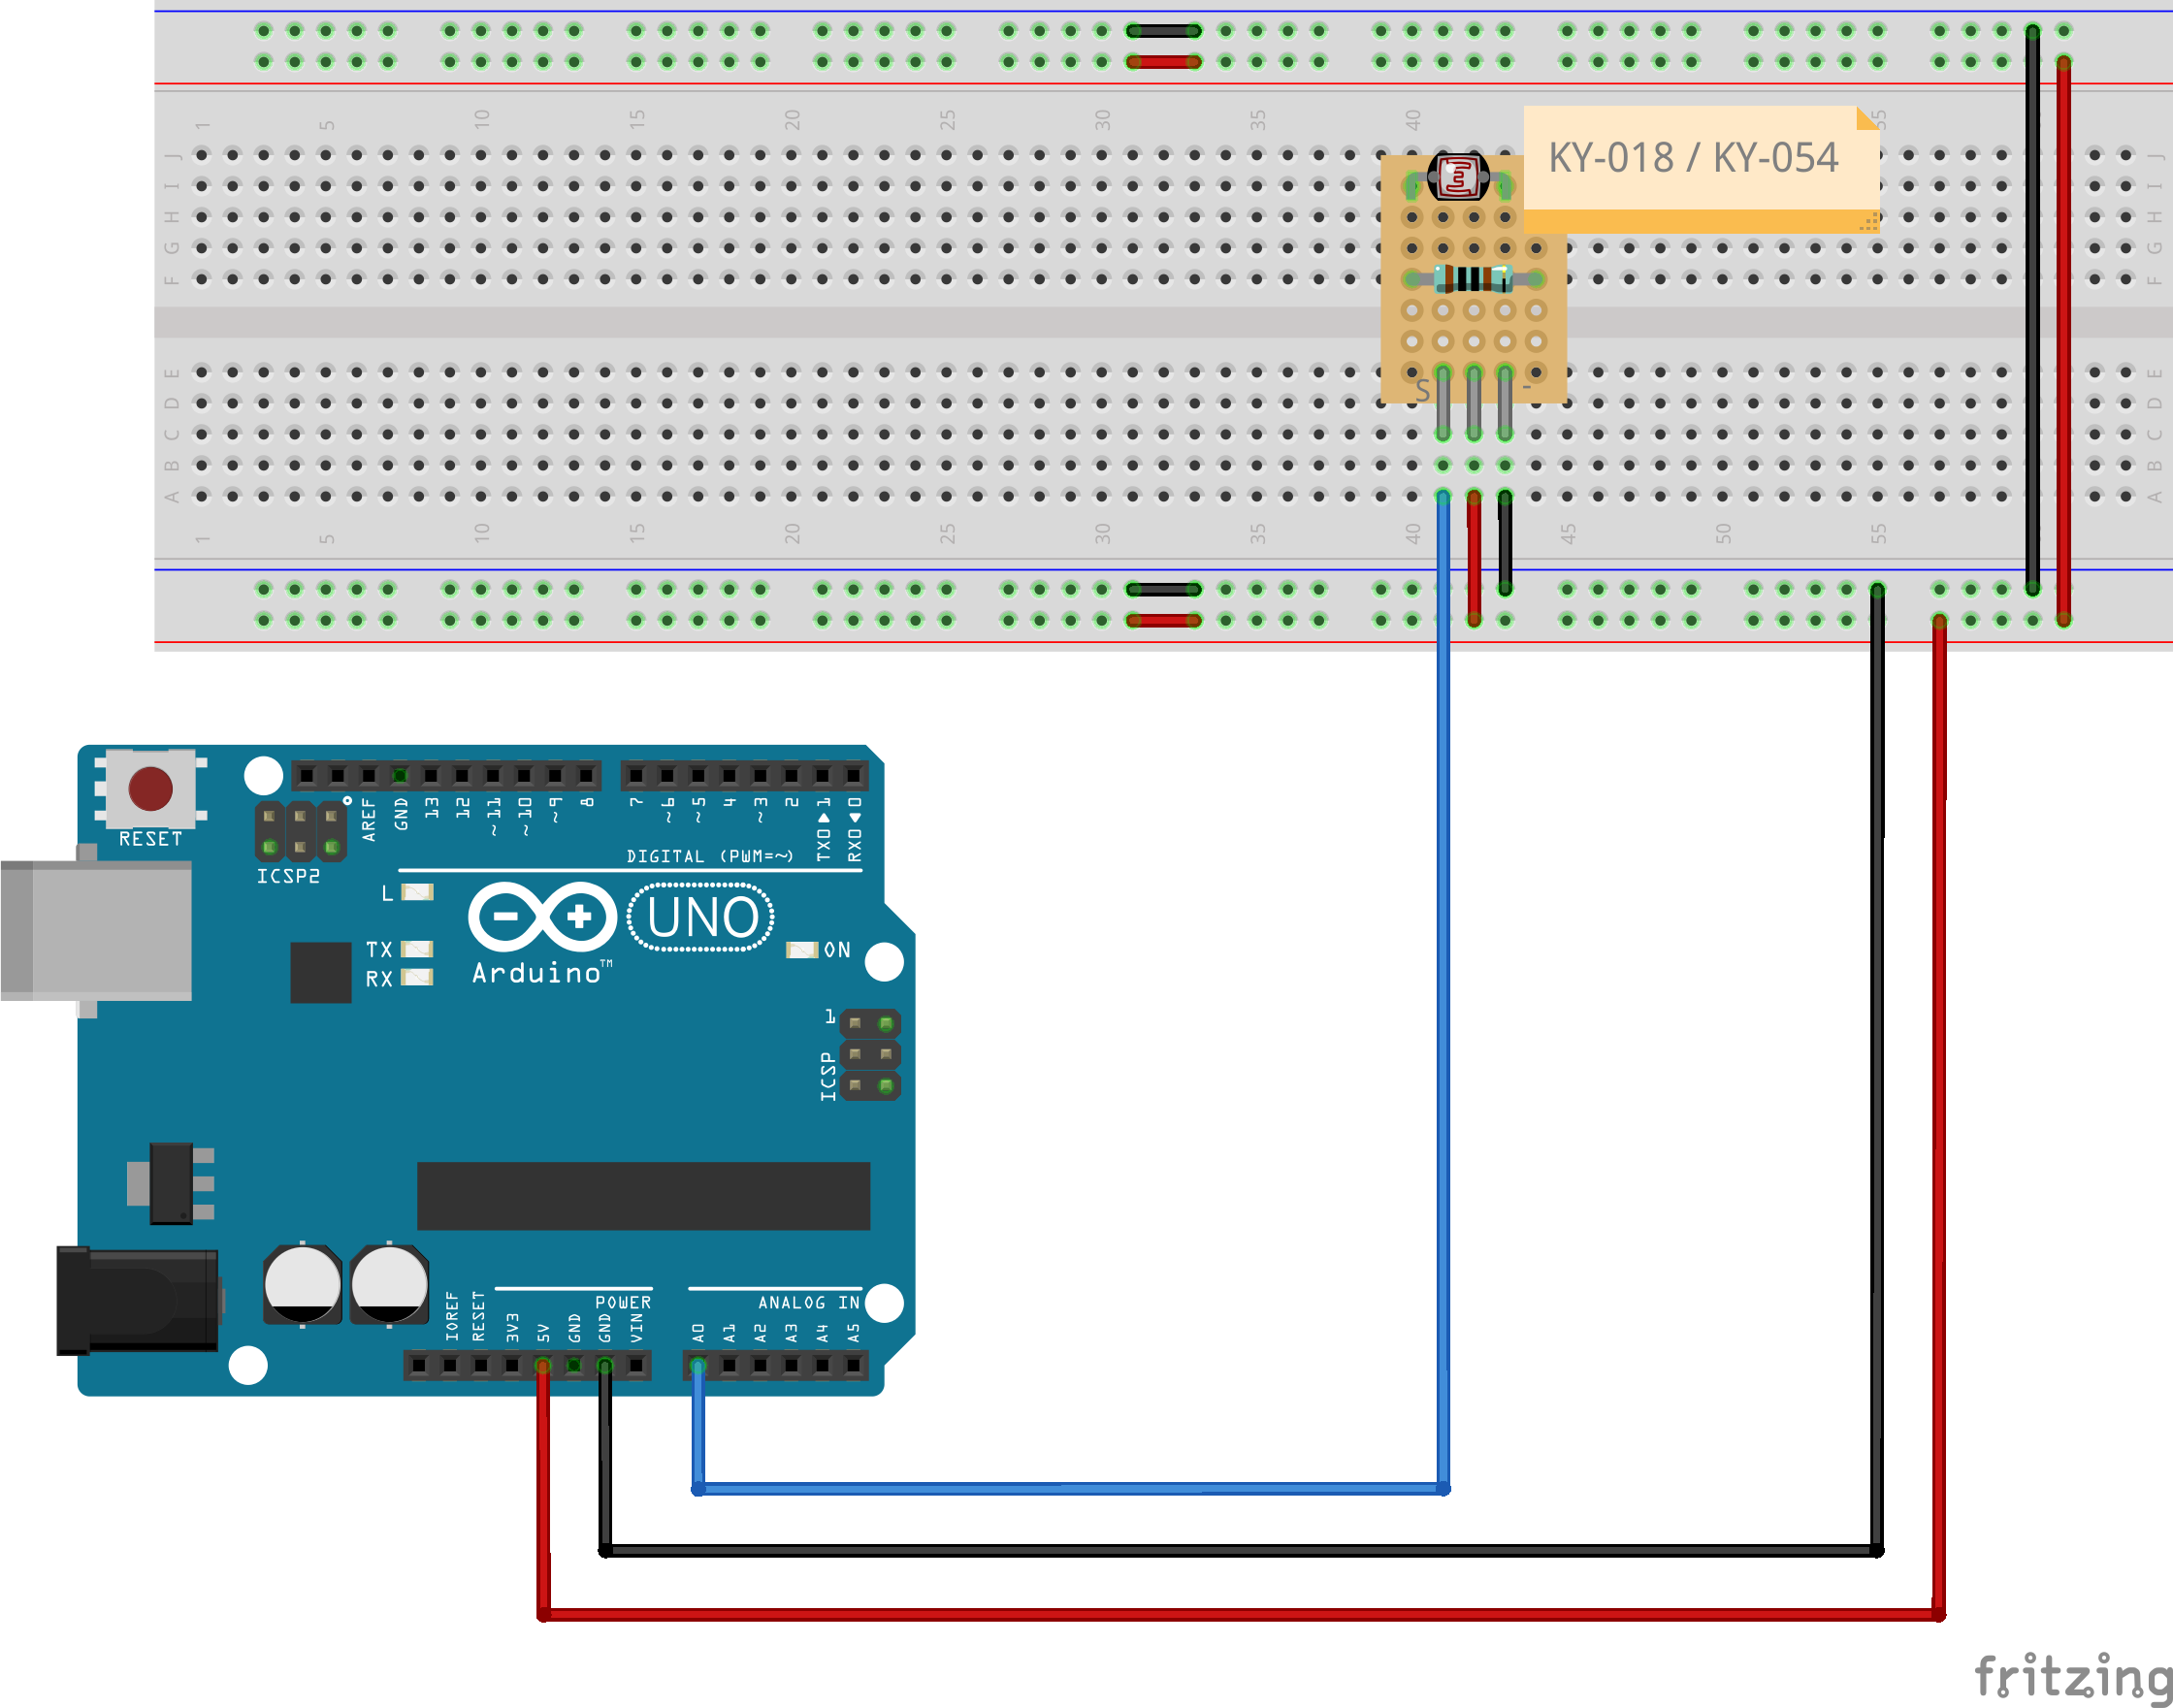 1 5 10 15 20 25 30 35 40 55
J J
I I
H H
G G
F F
KY-018 / KY-054
E E
D D
C C
B B
A A
S -
1 5 10 15 20 25 30 35 40 45 50 55
RESET
ICSP2
AREF
GND
13
12
~11
~10
~9
8
7
~6
~5
4
~3
2
TX0 ▶ 1
RX0 ◀ 0
DIGITAL (PWM=~)
L
TX
RX
UNO
Arduino™
ON
1
ICSP
POWER
ANALOG IN
IOREF
RESET
3V3
5V
GND
GND
VIN
A0
A1
A2
A3
A4
A5
fritzing